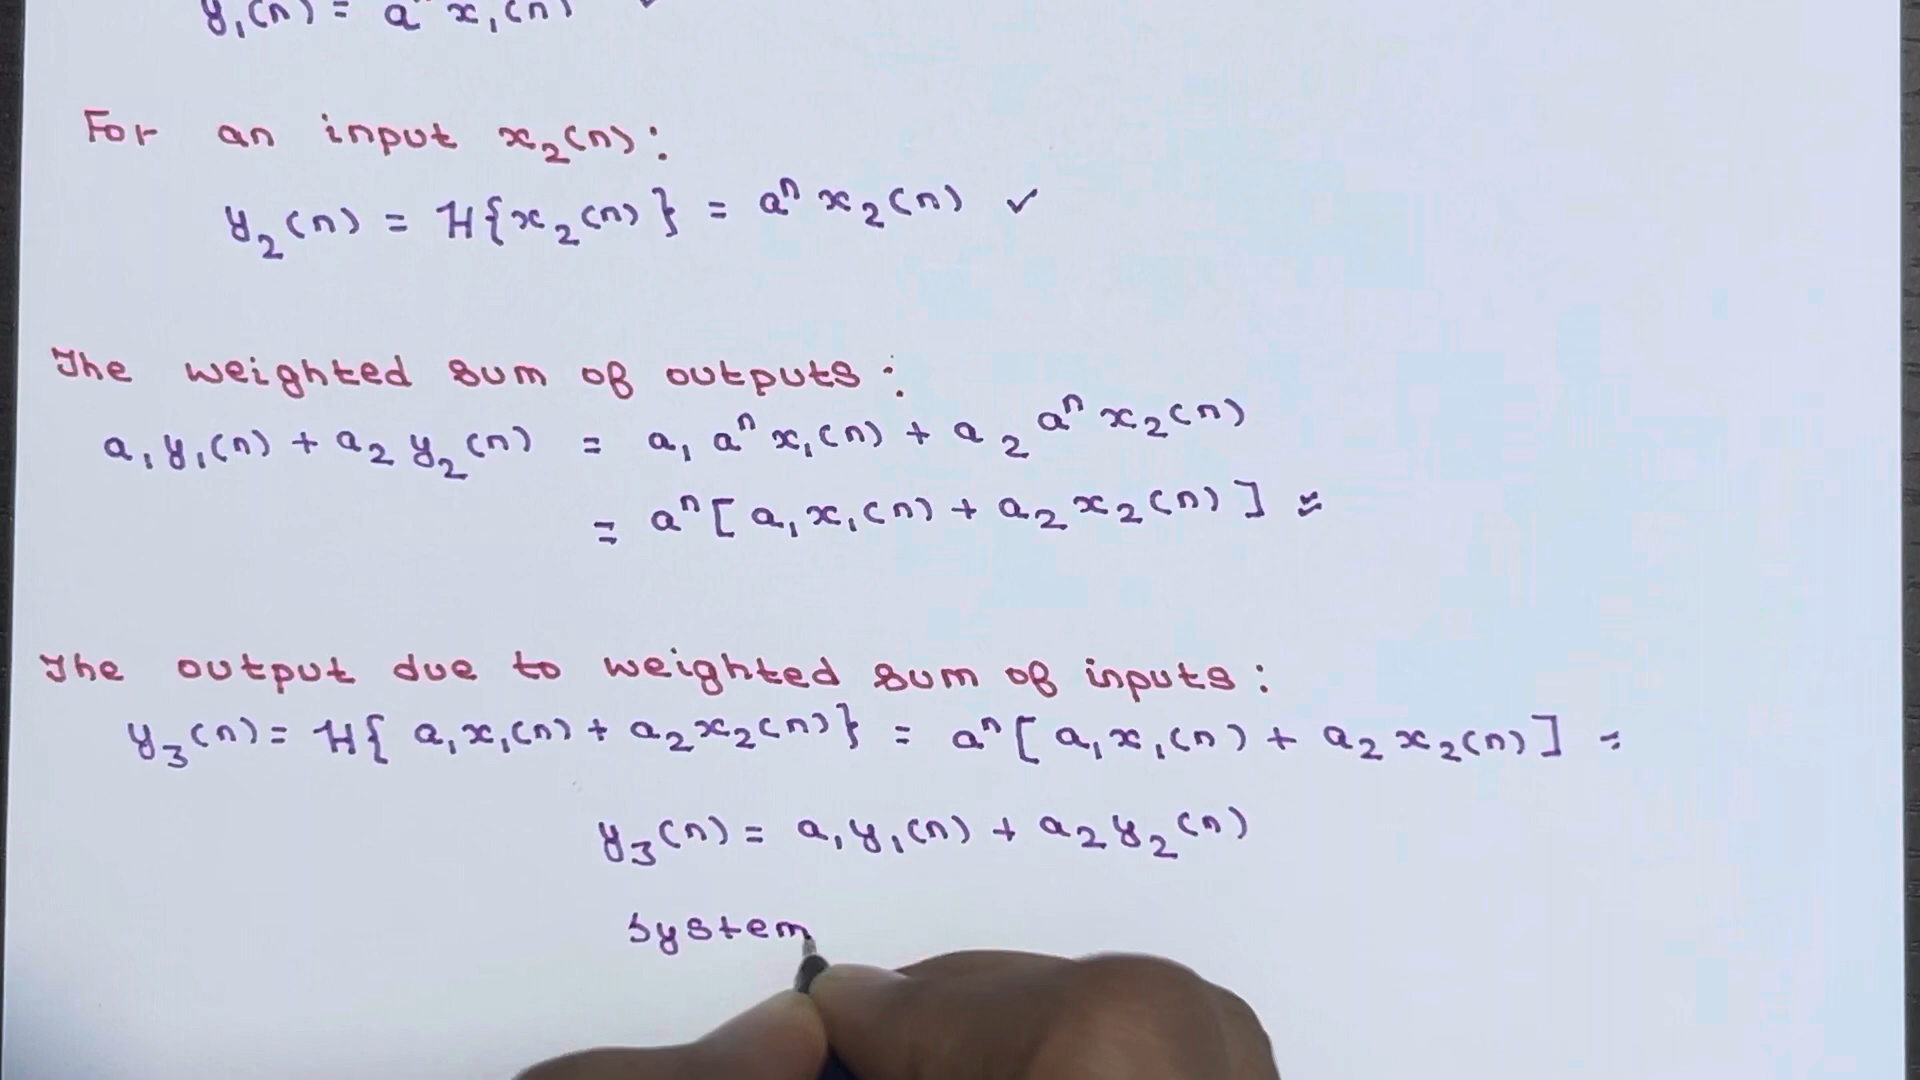 y₁(n) = aⁿ x₁(n)
For an input x₂(n):
y₂(n) = H{x₂(n)} = aⁿ x₂(n) ✓
The weighted sum of outputs:
a₁y₁(n) + a₂y₂(n) = a₁ aⁿ x₁(n) + a₂ aⁿ x₂(n)
= aⁿ[a₁x₁(n) + a₂x₂(n)]
The output due to weighted sum of inputs:
y₃(n) = H{a₁x₁(n) + a₂x₂(n)} = aⁿ[a₁x₁(n) + a₂x₂(n)]
y₃(n) = a₁y₁(n) + a₂y₂(n)
System